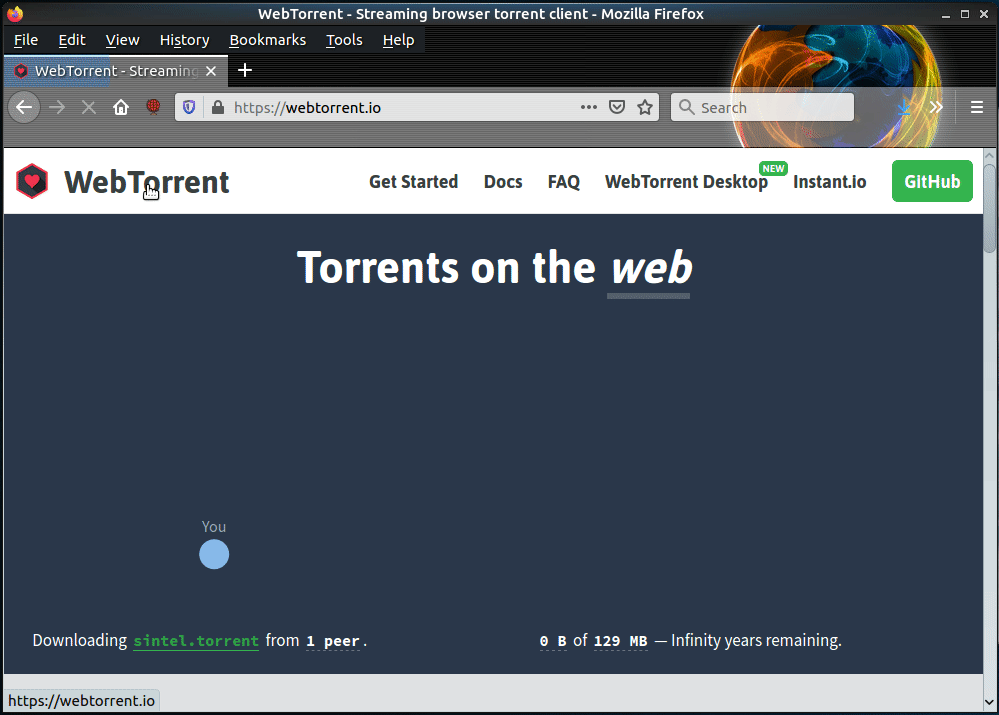 WebTorrent - Streaming browser torrent client - Mozilla Firefox
File Edit View History Bookmarks Tools Help
WebTorrent - Streaming
https://webtorrent.io
Search
WebTorrent
Get Started Docs FAQ WebTorrent Desktop NEW Instant.io GitHub
Torrents on the web
You
Downloading sintel.torrent from 1 peer.
0 B of 129 MB — Infinity years remaining.
https://webtorrent.io